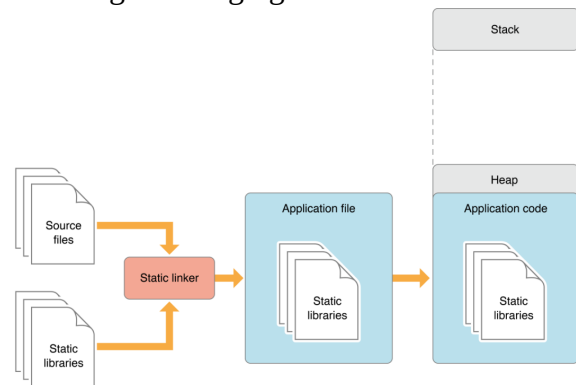 Stack
Heap
Application file
Application code
Source
files
Static linker
Static
libraries
Static
libraries
Static
libraries